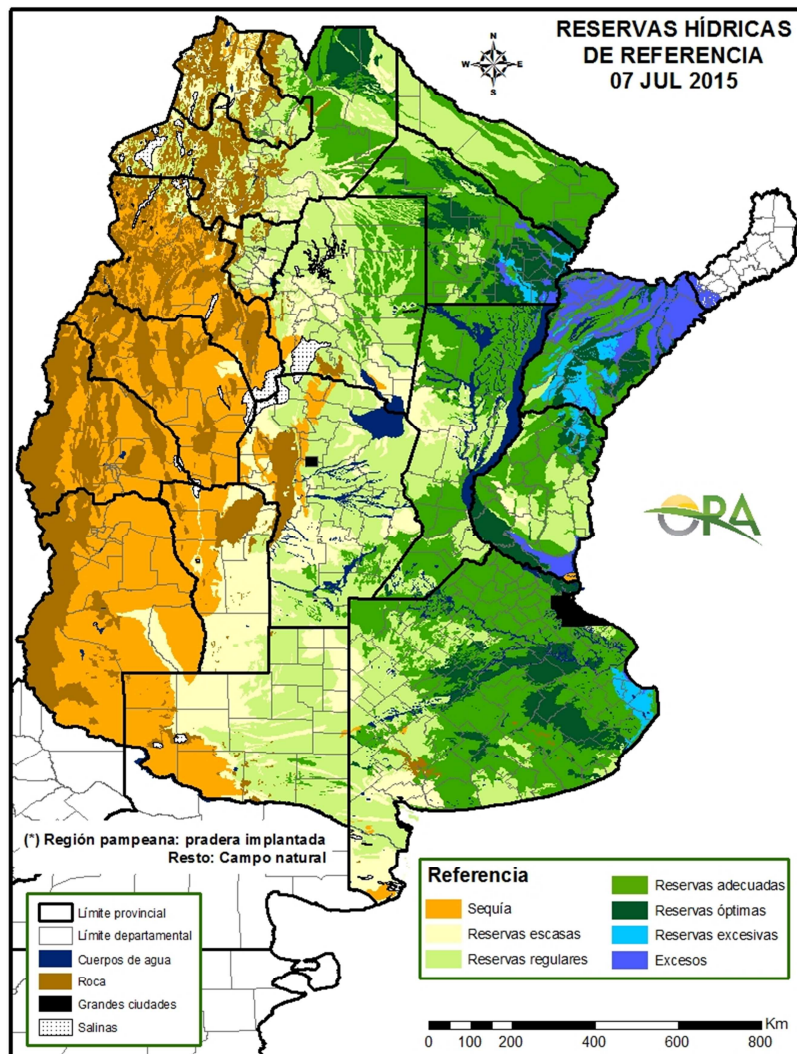 RESERVAS HÍDRICAS
DE REFERENCIA
07 JUL 2015
N
W
E
S
ORA
(*) Región pampeana: pradera implantada
Resto: Campo natural
Límite provincial
Límite departamental
Cuerpos de agua
Roca
Grandes ciudades
Salinas
Referencia
Sequía
Reservas escasas
Reservas regulares
Reservas adecuadas
Reservas óptimas
Reservas excesivas
Excesos
Km
0 100 200 400 600 800